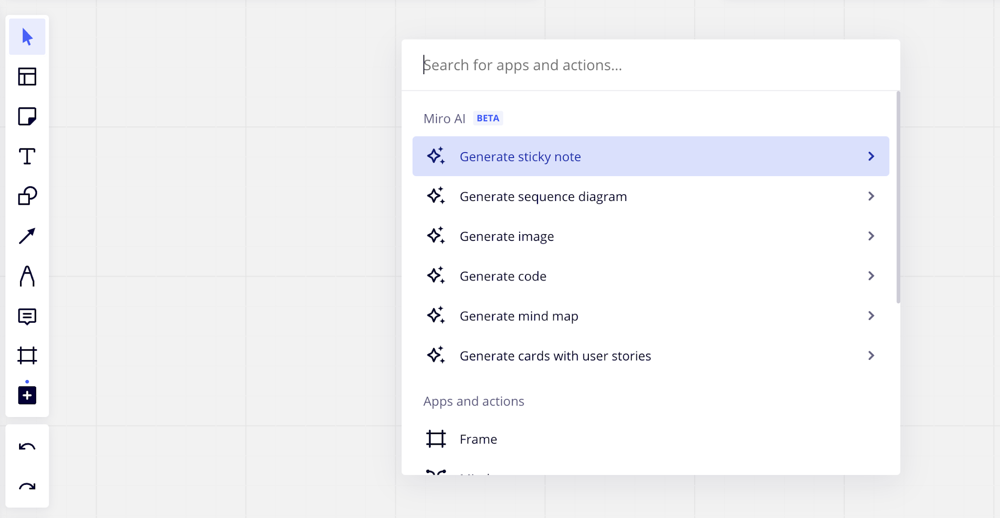 Search for apps and actions...
Miro AI BETA
Generate sticky note
Generate sequence diagram
Generate image
Generate code
Generate mind map
Generate cards with user stories
Apps and actions
Frame